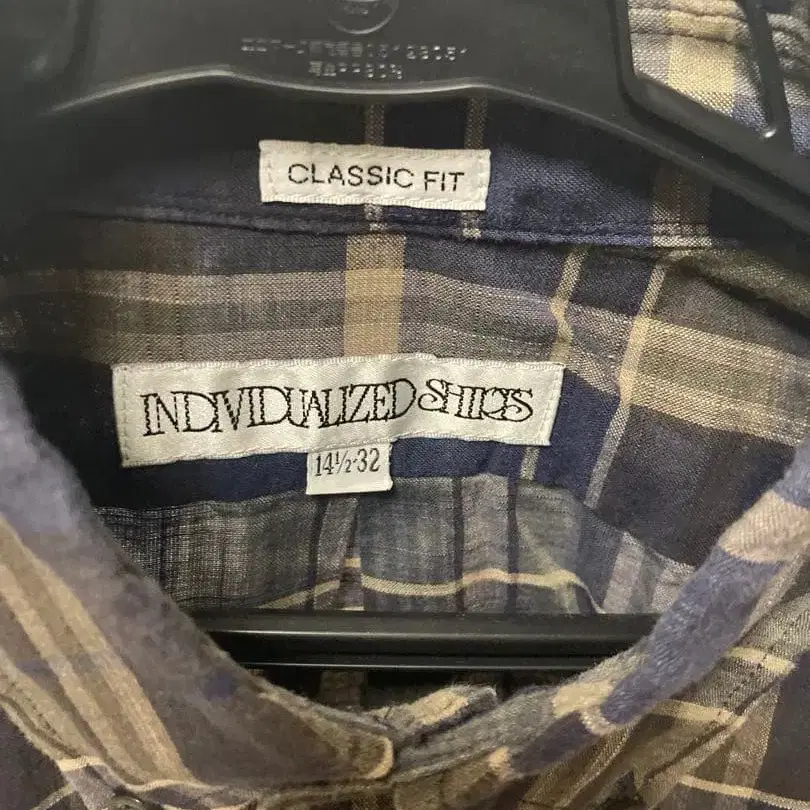 CLASSIC FIT
INDIVIDUALIZED SHIRTS
14½-32